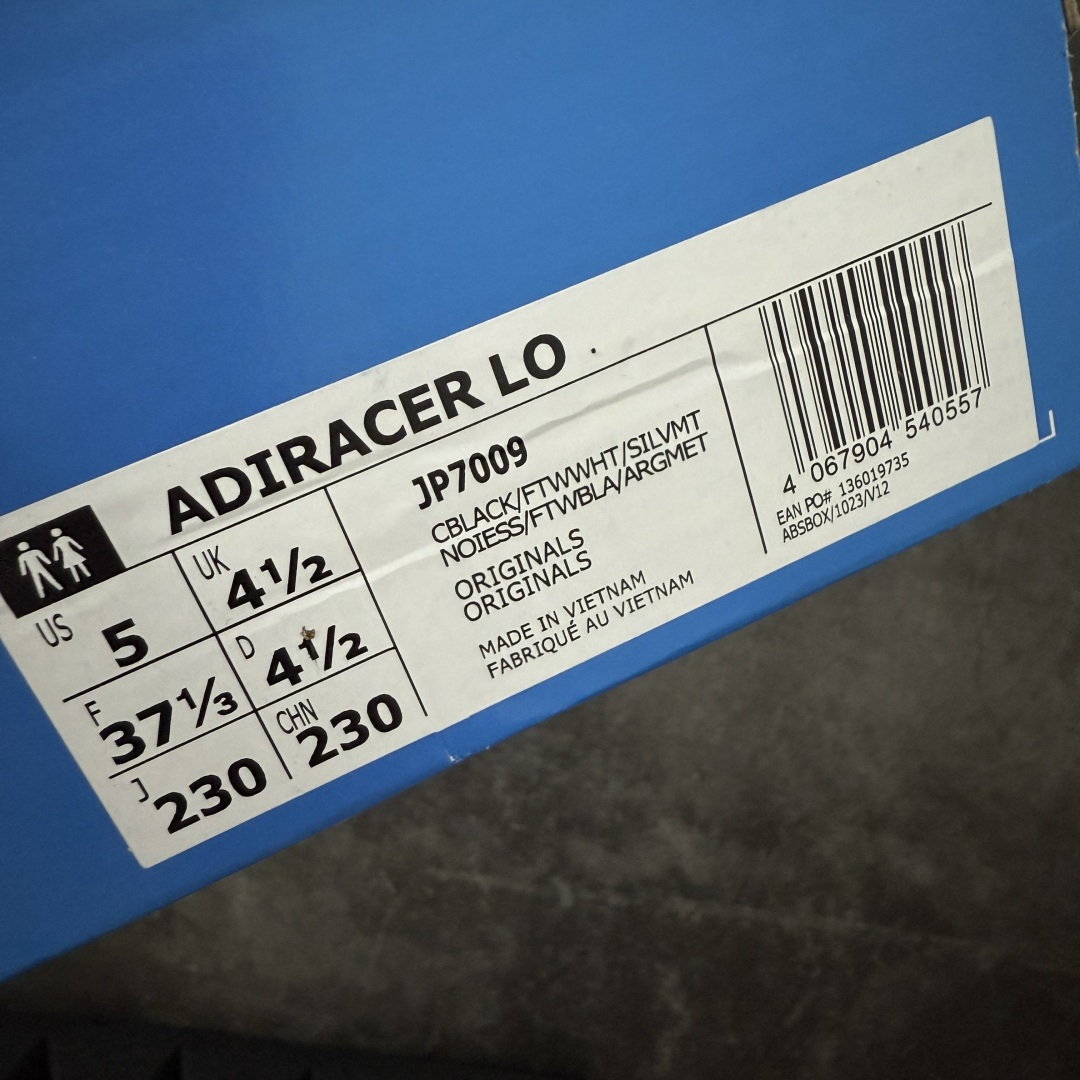 ADIRACER LO
US 5
UK 4½
F 37⅓
D 4½
J 230
CHN 230
JP7009
CBLACK/FTWWHT/SILVMT
NOIESS/FTWBLA/ARGMET
ORIGINALS
ORIGINALS
MADE IN VIETNAM
FABRIQUÉ AU VIETNAM
4 067904 540557
EAN PO# 136019735
ABSBOX/1023/V12